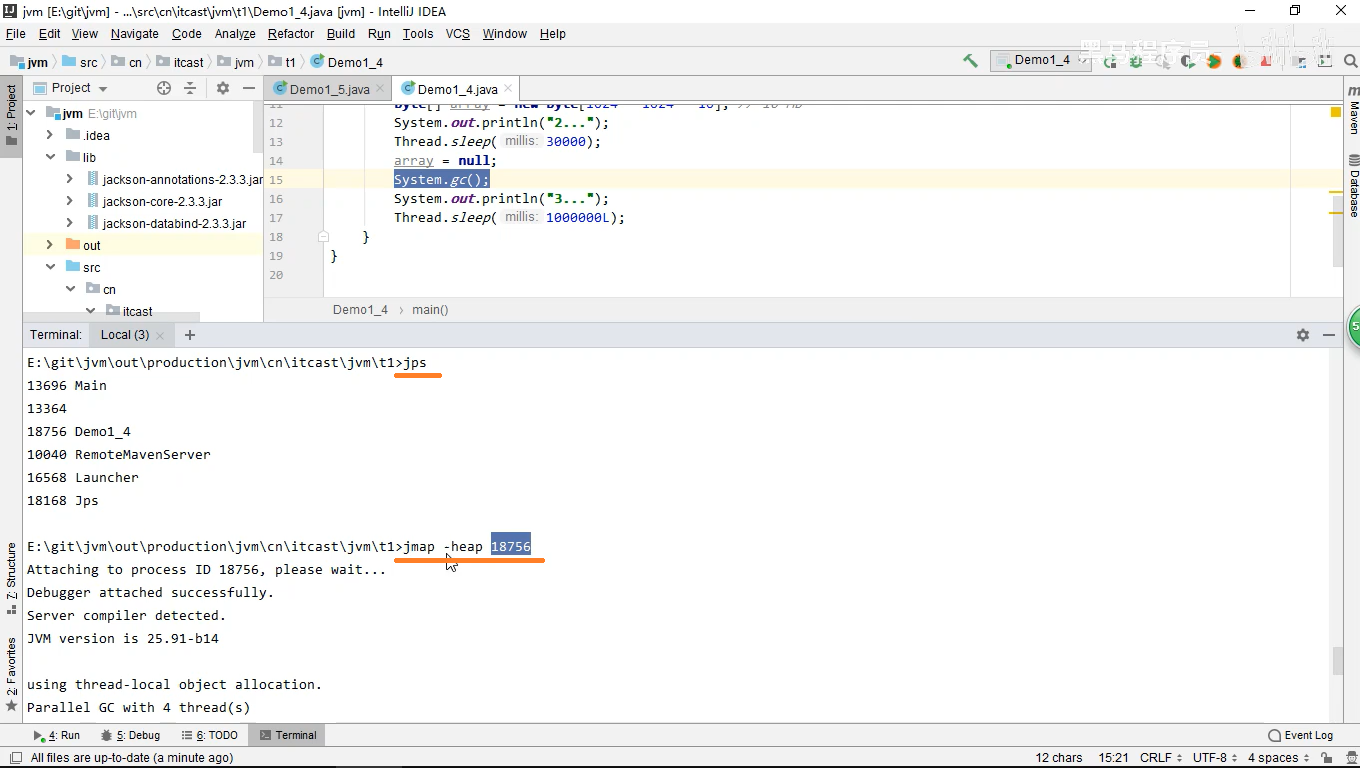 jvm [E:\git\jvm] - ...\src\cn\itcast\jvm\t1\Demo1_4.java [jvm] - IntelliJ IDEA
File Edit View Navigate Code Analyze Refactor Build Run Tools VCS Window Help
jvm src cn itcast jvm t1 Demo1_4
Demo1_4
黑马程序员
1: Project
Project
Demo1_5.java Demo1_4.java
jvm E:\git\jvm
.idea
lib
jackson-annotations-2.3.3.jar
jackson-core-2.3.3.jar
jackson-databind-2.3.3.jar
out
src
cn
itcast
11 byte[] array = new byte[1024 * 1024 * 10]; // 10 Mb
12 System.out.println("2...");
13 Thread.sleep( millis: 30000);
14 array = null;
15 System.gc();
16 System.out.println("3...");
17 Thread.sleep( millis: 1000000L);
18 }
19 }
20
Demo1_4 › main()
Maven
Database
Terminal: Local (3) +
E:\git\jvm\out\production\jvm\cn\itcast\jvm\t1>jps
13696 Main
13364
18756 Demo1_4
10040 RemoteMavenServer
16568 Launcher
18168 Jps
E:\git\jvm\out\production\jvm\cn\itcast\jvm\t1>jmap -heap 18756
Attaching to process ID 18756, please wait...
Debugger attached successfully.
Server compiler detected.
JVM version is 25.91-b14
using thread-local object allocation.
Parallel GC with 4 thread(s)
7: Structure
2: Favorites
4: Run 5: Debug 6: TODO Terminal Event Log
All files are up-to-date (a minute ago) 12 chars 15:21 CRLF UTF-8 4 spaces